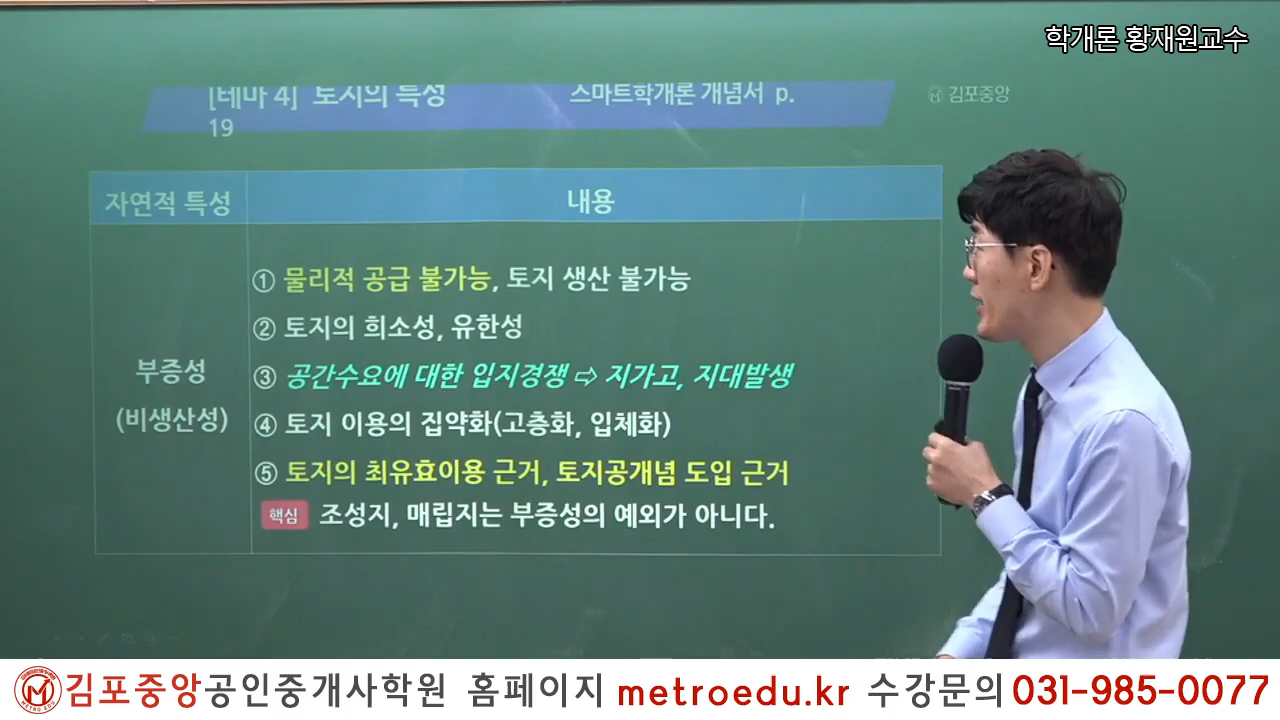 학개론 황재원교수
[테마 4] 토지의 특성 스마트학개론 개념서 p.
19
김포중앙
자연적 특성 내용
부증성
(비생산성)
① 물리적 공급 불가능, 토지 생산 불가능
② 토지의 희소성, 유한성
③ 공간수요에 대한 입지경쟁 ⇨ 지가고, 지대발생
④ 토지 이용의 집약화(고층화, 입체화)
⑤ 토지의 최유효이용 근거, 토지공개념 도입 근거
핵심 조성지, 매립지는 부증성의 예외가 아니다.
METRO EDU
김포중앙공인중개사학원 홈페이지 metroedu.kr 수강문의 031-985-0077